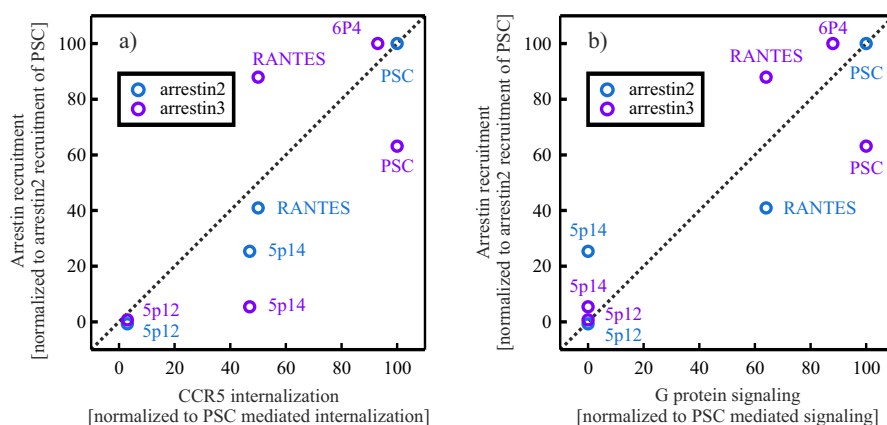 a)
6P4
RANTES
PSC
arrestin2
arrestin3
PSC
RANTES
5p14
5p14
5p12
5p12
100
80
60
40
20
0
0 20 40 60 80 100
Arrestin recruitment
[normalized to arrestin2 recruitment of PSC]
CCR5 internalization
[normalized to PSC mediated internalization]
b)
6P4
RANTES
PSC
arrestin2
arrestin3
PSC
RANTES
5p14
5p14
5p12
5p12
100
80
60
40
20
0
0 20 40 60 80 100
Arrestin recruitment
[normalized to arrestin2 recruitment of PSC]
G protein signaling
[normalized to PSC mediated signaling]